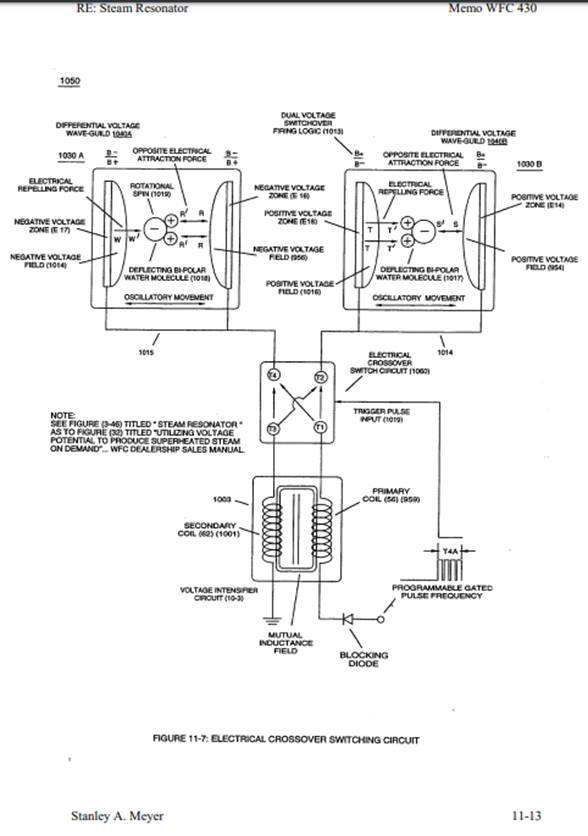 RE: Steam Resonator
Memo WFC 430
1050
DIFFERENTIAL VOLTAGE
WAVE-GUILD 1040A
1030 A
B-
B+
OPPOSITE ELECTRICAL
ATTRACTION FORCE
B-
B+
DUAL VOLTAGE
SWITCHOVER
FIRING LOGIC (1013)
B+
B-
DIFFERENTIAL VOLTAGE
WAVE-GUILD 1040B
OPPOSITE ELECTRICAL
ATTRACTION FORCE
B+
B-
1030 B
ELECTRICAL
REPELLING FORCE
NEGATIVE VOLTAGE
ZONE (E 17)
NEGATIVE VOLTAGE
FIELD (1014)
ROTATIONAL
SPIN (1019)
W
W'
R'
R
R'
R
DEFLECTING BI-POLAR
WATER MOLECULE (1018)
OSCILLATORY MOVEMENT
NEGATIVE VOLTAGE
ZONE (E 16)
POSITIVE VOLTAGE
ZONE (E18)
NEGATIVE VOLTAGE
FIELD (956)
POSITIVE VOLTAGE
FIELD (1016)
ELECTRICAL
REPELLING FORCE
T
T'
T
T'
S'
S
DEFLECTING BI-POLAR
WATER MOLECULE (1017)
OSCILLATORY MOVEMENT
POSITIVE VOLTAGE
ZONE (E14)
POSITIVE VOLTAGE
FIELD (954)
1015
1014
ELECTRICAL
CROSSOVER
SWITCH CIRCUIT (1060)
T4
T2
T3
T1
TRIGGER PULSE
INPUT (1019)
NOTE:
SEE FIGURE (3-46) TITLED " STEAM RESONATOR "
AS TO FIGURE (32) TITLED "UTILIZING VOLTAGE
POTENTIAL TO PRODUCE SUPERHEATED STEAM
ON DEMAND"... WFC DEALERSHIP SALES MANUAL.
1003
PRIMARY
COIL (56) (959)
SECONDARY
COIL (62) (1001)
T4A
PROGRAMMABLE GATED
PULSE FREQUENCY
VOLTAGE INTENSIFIER
CIRCUIT (10-3)
MUTUAL
INDUCTANCE
FIELD
BLOCKING
DIODE
FIGURE 11-7: ELECTRICAL CROSSOVER SWITCHING CIRCUIT
Stanley A. Meyer
11-13